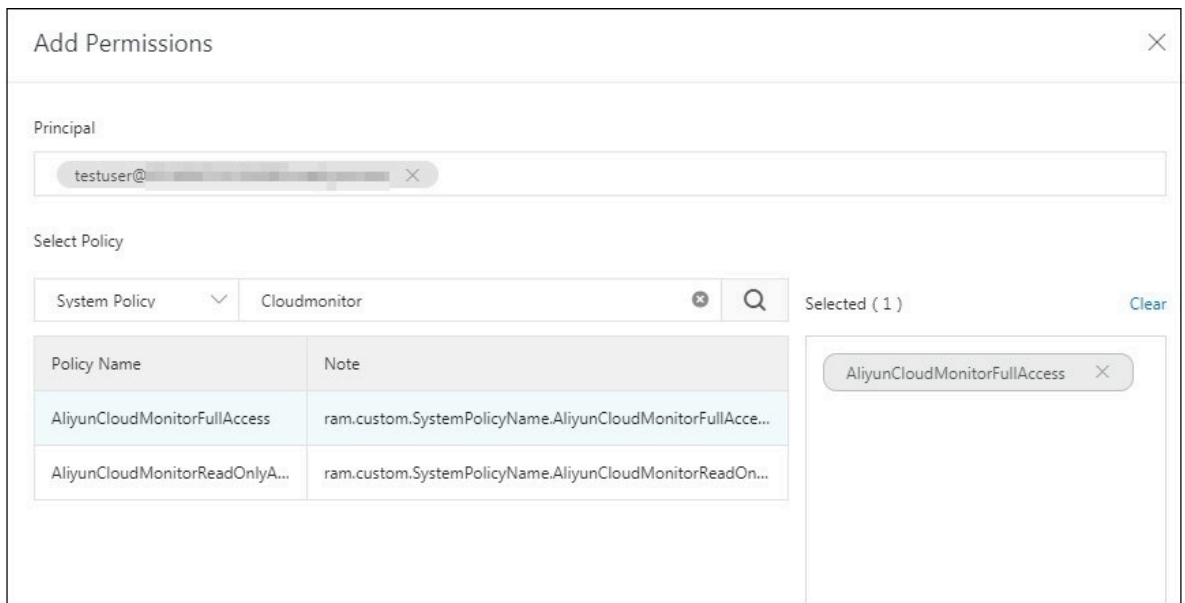 Add Permissions
Principal
testuser@
Select Policy
System Policy
Cloudmonitor
Selected ( 1 )
Clear
Policy Name
Note
AliyunCloudMonitorFullAccess
AliyunCloudMonitorFullAccess
ram.custom.SystemPolicyName.AliyunCloudMonitorFullAcce...
AliyunCloudMonitorReadOnlyA...
ram.custom.SystemPolicyName.AliyunCloudMonitorReadOn...